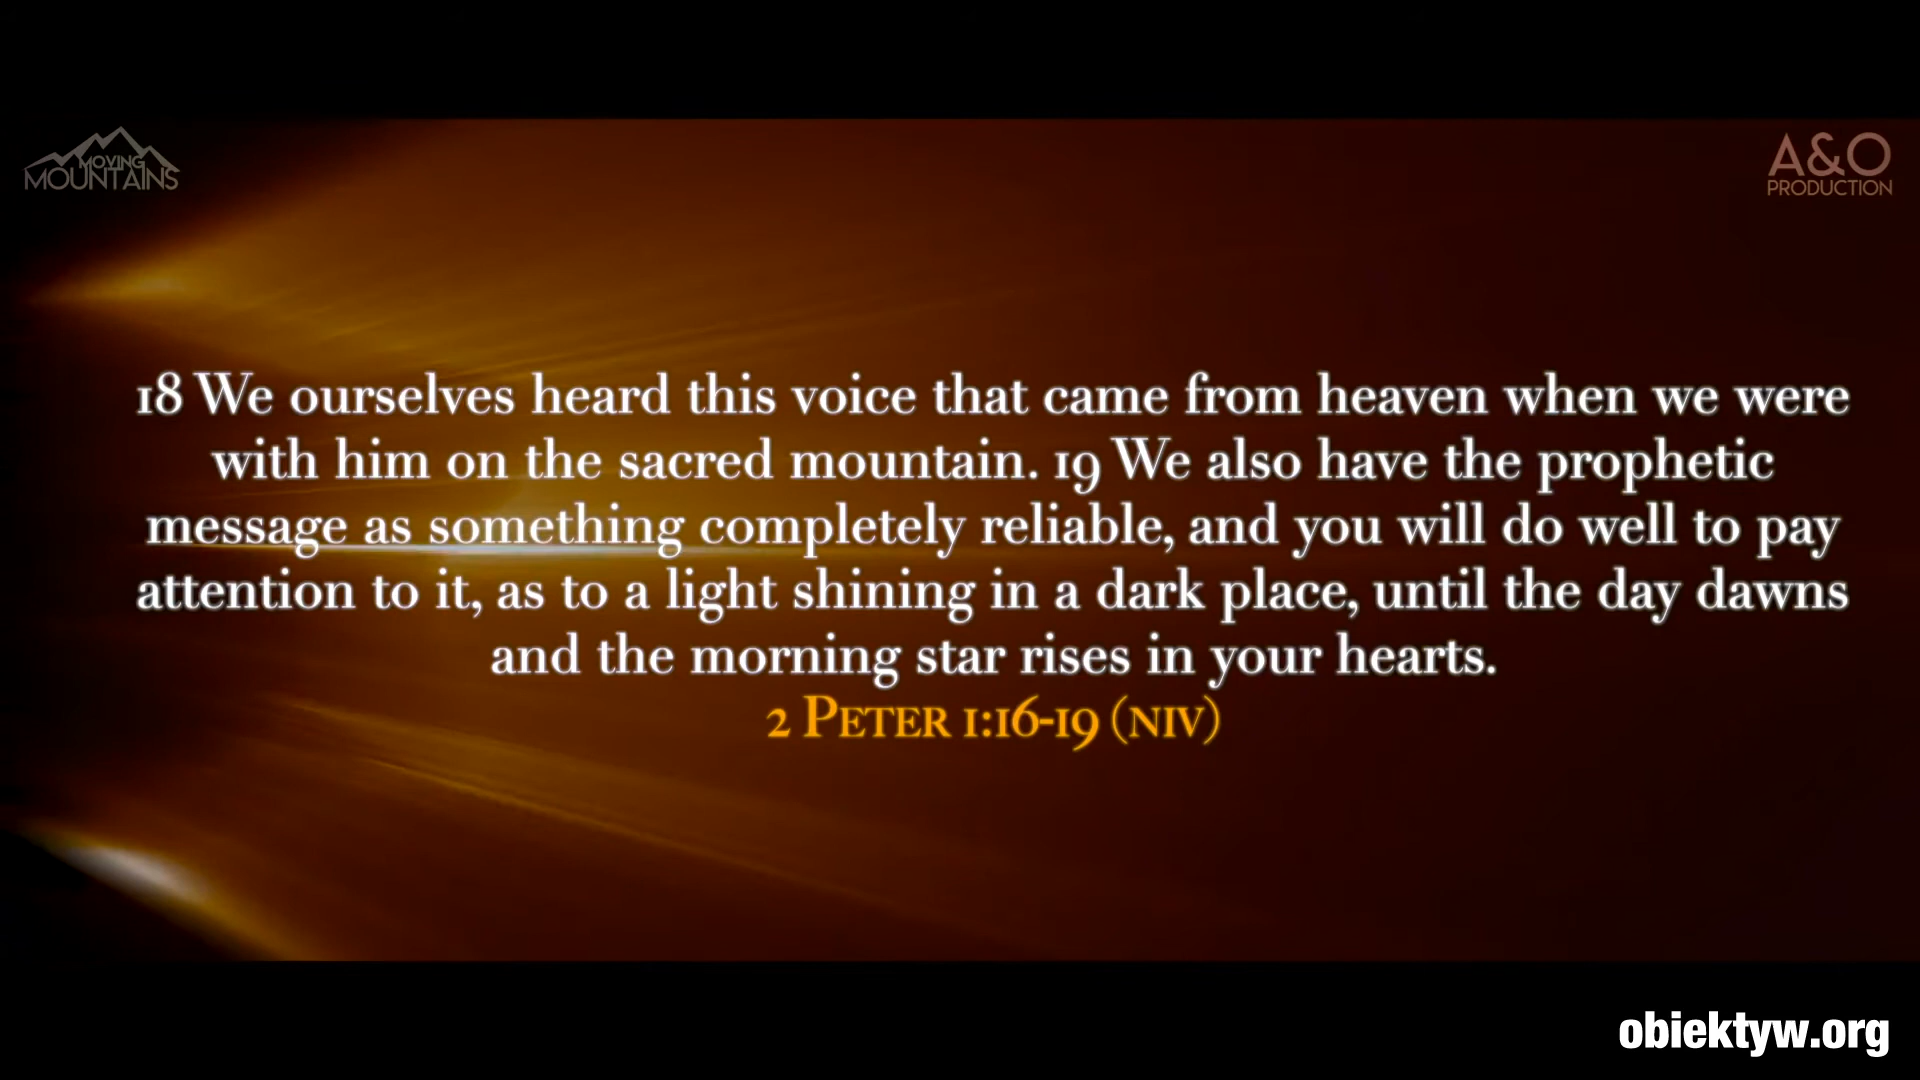 MOVING
MOUNTAINS
A&O
PRODUCTION
18 We ourselves heard this voice that came from heaven when we were
with him on the sacred mountain. 19 We also have the prophetic
message as something completely reliable, and you will do well to pay
attention to it, as to a light shining in a dark place, until the day dawns
and the morning star rises in your hearts.
2 PETER 1:16-19 (NIV)
obiektyw.org